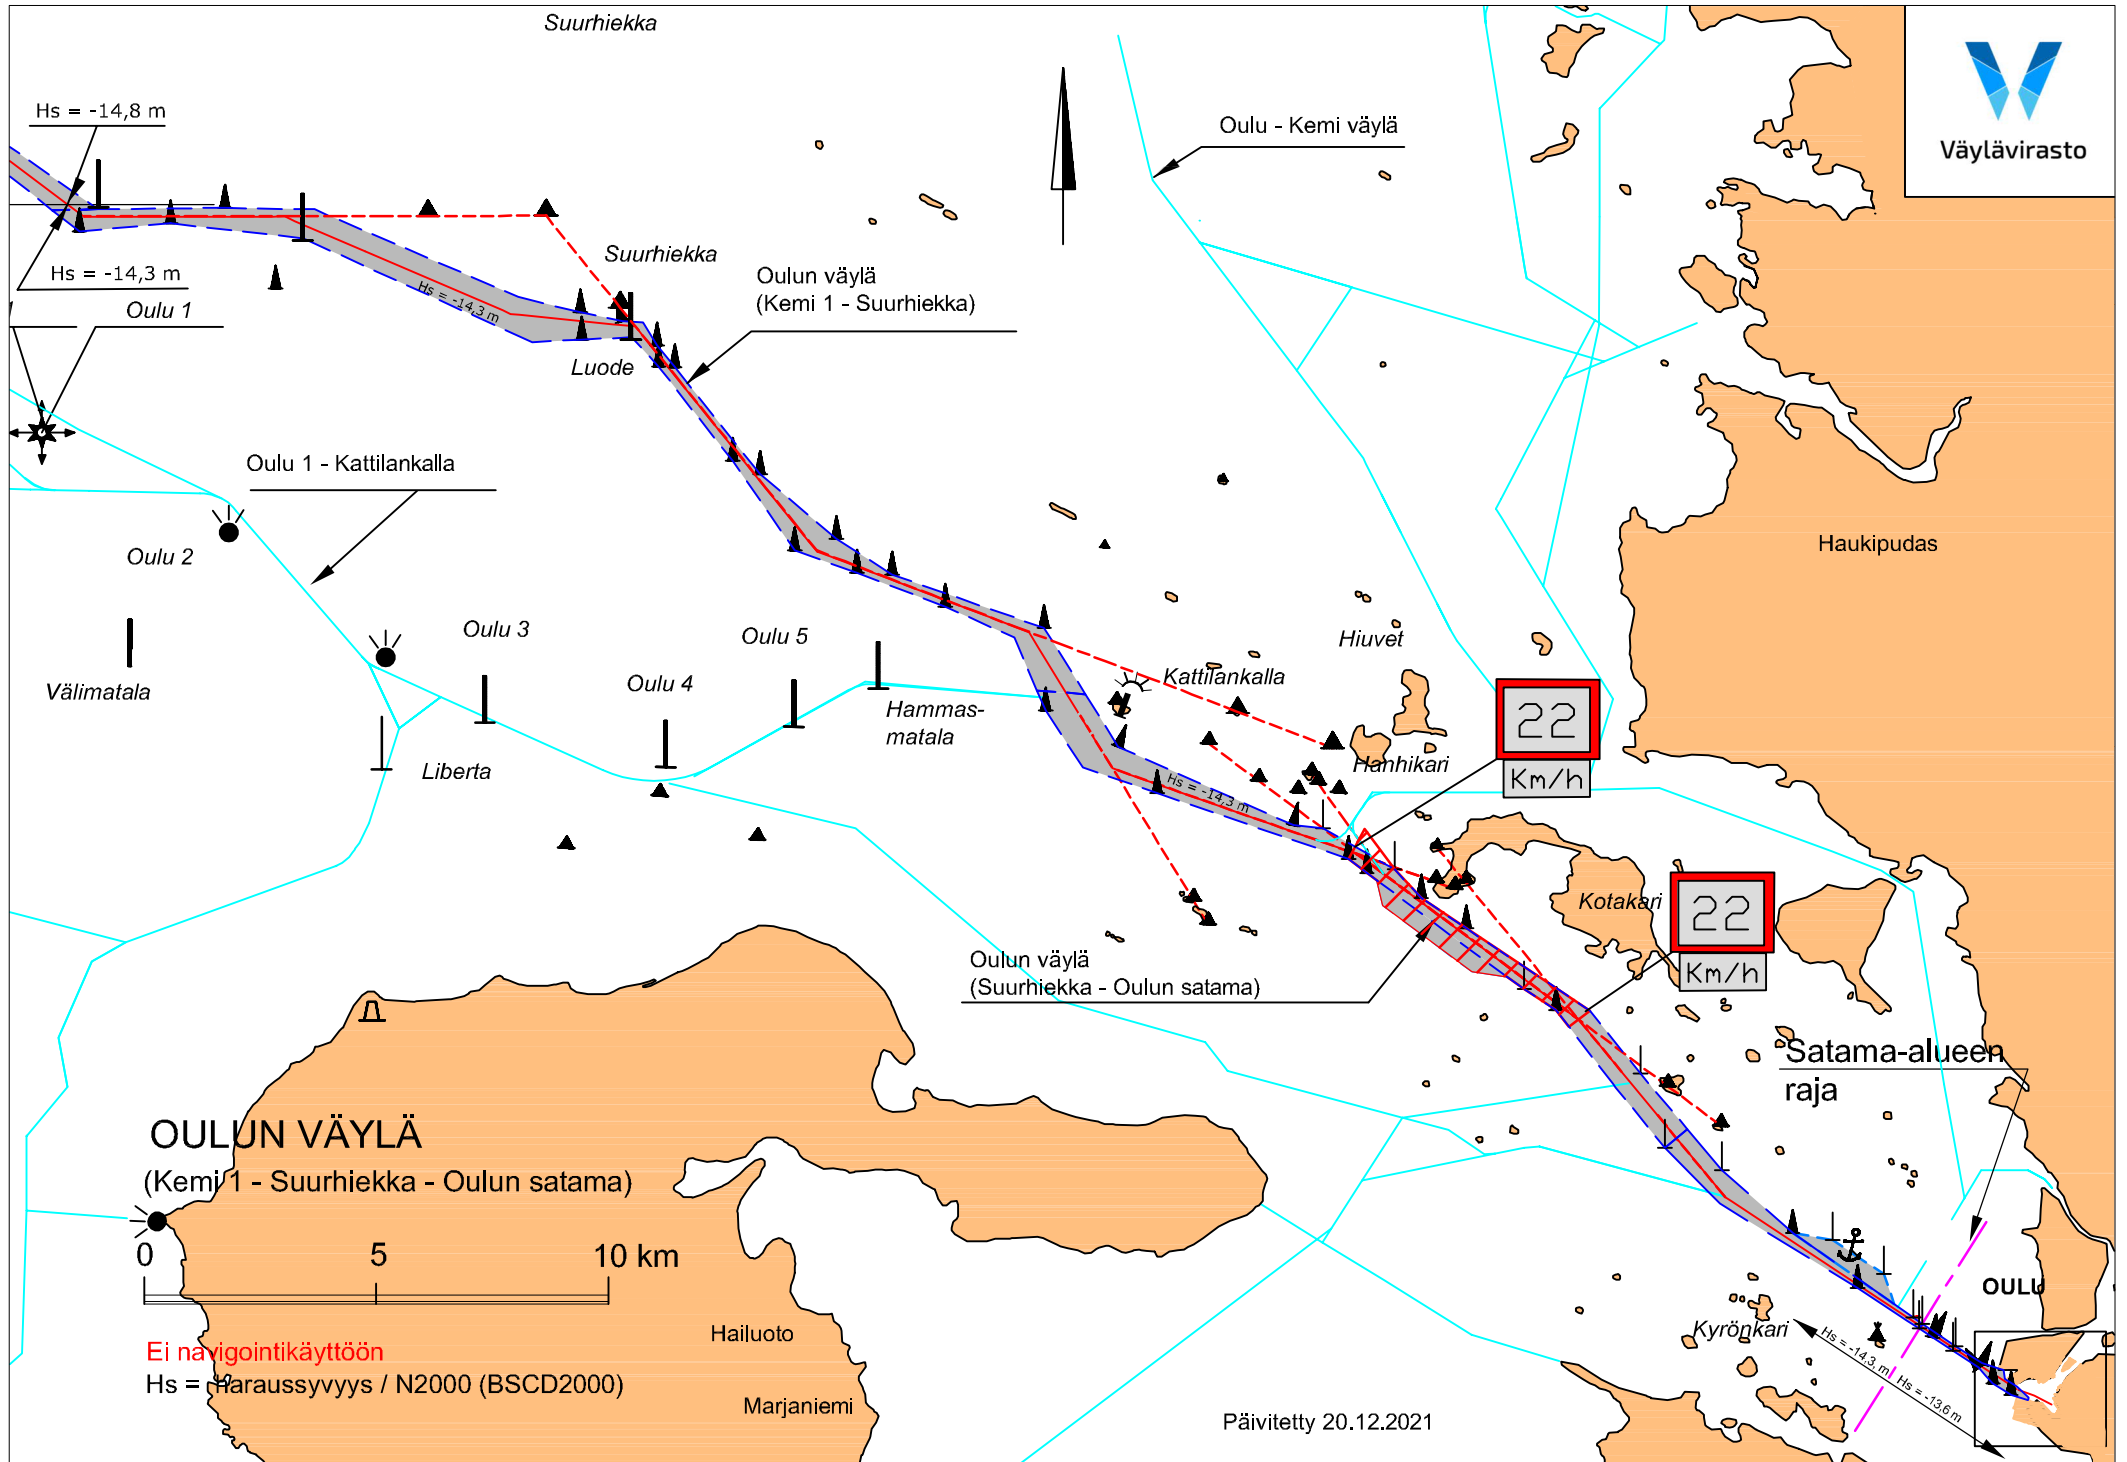 Suurhiekka
Hs = -14,8 m
Oulu - Kemi väylä
Väylävirasto
Suurhiekka
Hs = -14,3 m
Oulun väylä
(Kemi 1 - Suurhiekka)
Hs = -14,3 m
Oulu 1
Luode
Oulu 1 - Kattilankalla
Haukipudas
Oulu 2
Oulu 3
Oulu 5
Hiuvet
Välimatala
Oulu 4
Kattilankalla
Hammas-
matala
22
Km/h
Liberta
Hanhikari
Hs = -14,3 m
Kotakari
22
Km/h
Oulun väylä
(Suurhiekka - Oulun satama)
Satama-alueen
raja
OULUN VÄYLÄ
(Kemi 1 - Suurhiekka - Oulun satama)
0 5 10 km
OULU
Kyrönkari
Hs = -14,3, m
Hs = -13,6 m
Hailuoto
Ei navigointikäyttöön
Hs = haraussyvyys / N2000 (BSCD2000)
Marjaniemi
Päivitetty 20.12.2021